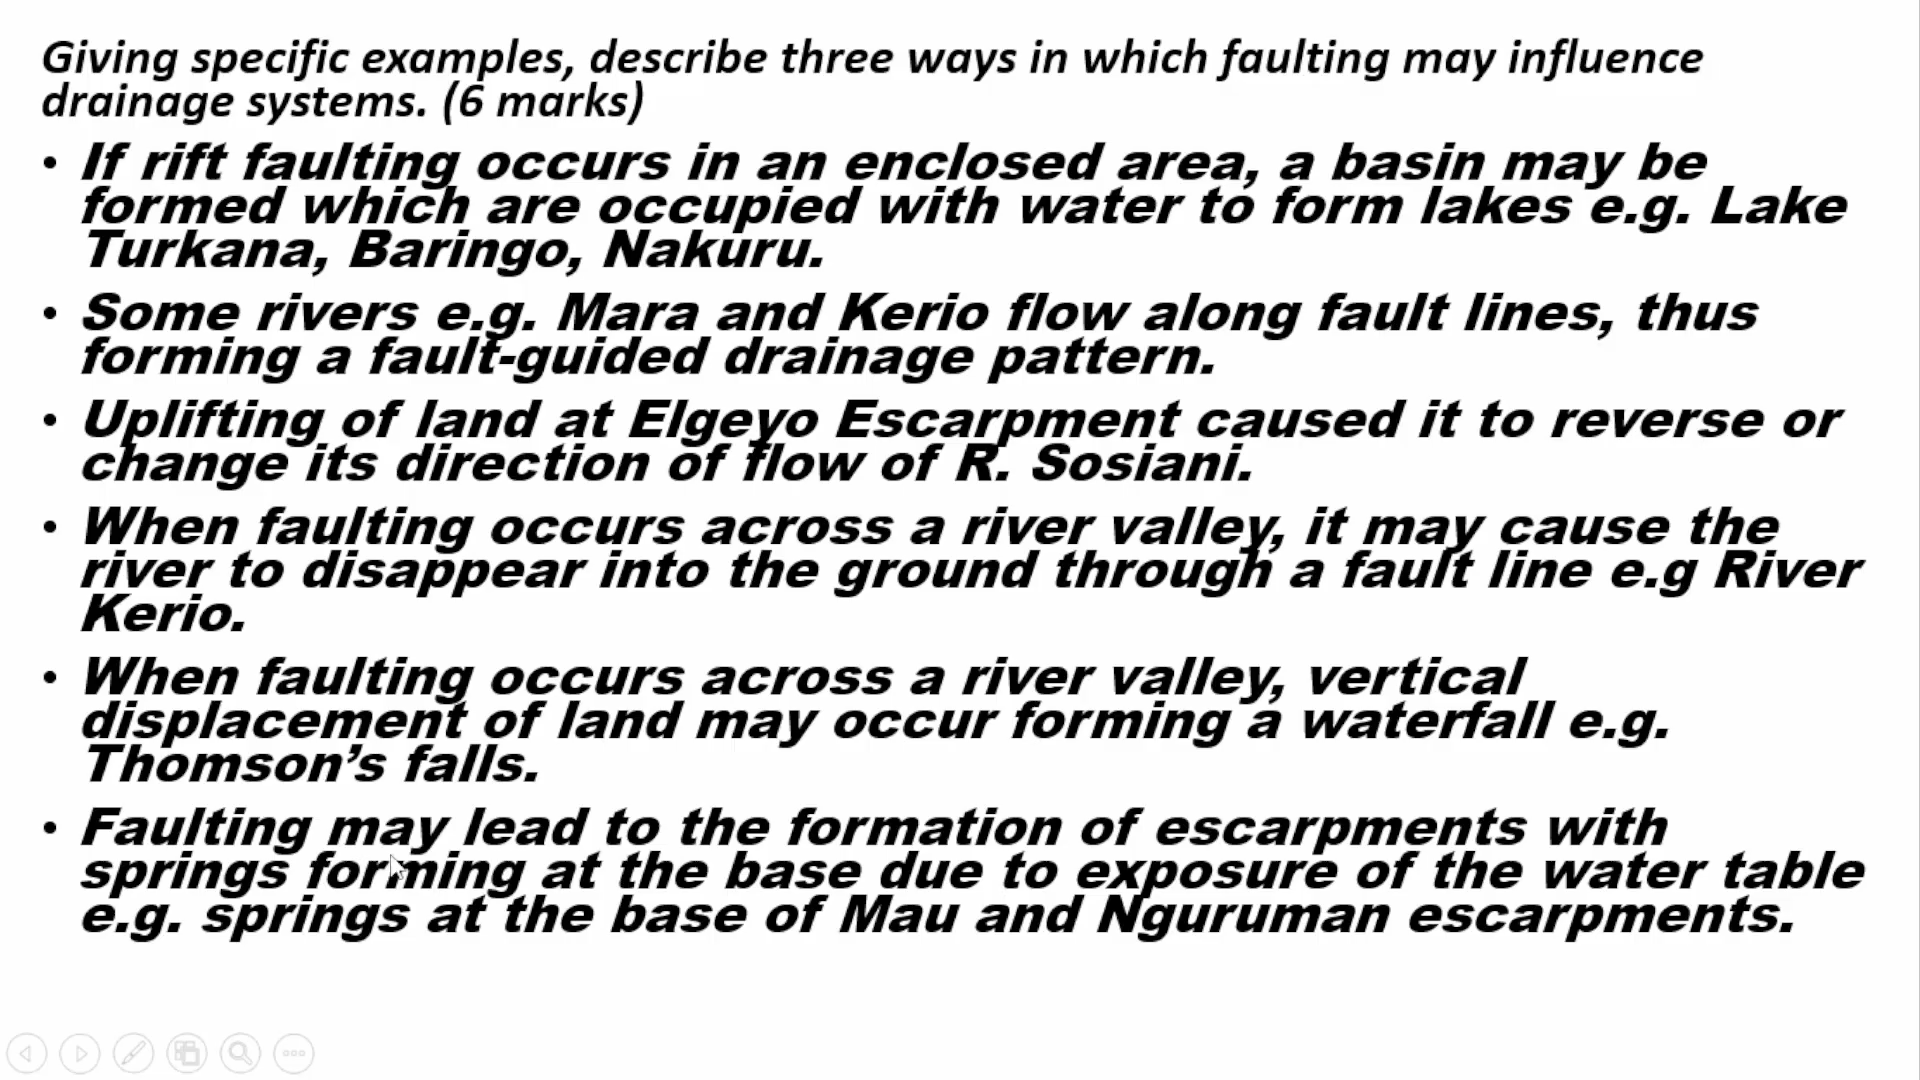 Giving specific examples, describe three ways in which faulting may influence
drainage systems. (6 marks)
• If rift faulting occurs in an enclosed area, a basin may be
formed which are occupied with water to form lakes e.g. Lake
Turkana, Baringo, Nakuru.
• Some rivers e.g. Mara and Kerio flow along fault lines, thus
forming a fault-guided drainage pattern.
• Uplifting of land at Elgeyo Escarpment caused it to reverse or
change its direction of flow of R. Sosiani.
• When faulting occurs across a river valley, it may cause the
river to disappear into the ground through a fault line e.g River
Kerio.
• When faulting occurs across a river valley, vertical
displacement of land may occur forming a waterfall e.g.
Thomson’s falls.
• Faulting may lead to the formation of escarpments with
springs forming at the base due to exposure of the water table
e.g. springs at the base of Mau and Nguruman escarpments.